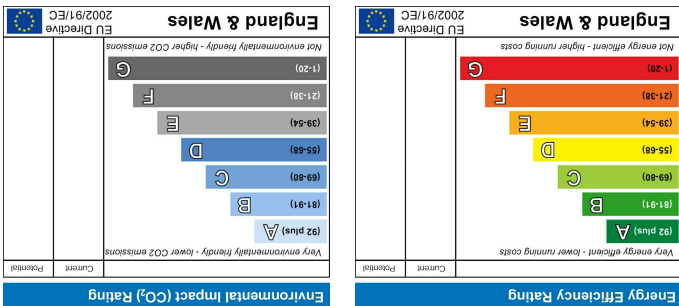 Energy Efficiency Rating
Current Potential
Very energy efficient - lower running costs
(92 plus) A
(81-91) B
(69-80) C
(55-68) D
(39-54) E
(21-38) F
(1-20) G
Not energy efficient - higher running costs
England & Wales
EU Directive
2002/91/EC
Environmental Impact (CO₂) Rating
Current Potential
Very environmentally friendly - lower CO2 emissions
(92 plus) A
(81-91) B
(69-80) C
(55-68) D
(39-54) E
(21-38) F
(1-20) G
Not environmentally friendly - higher CO2 emissions
England & Wales
EU Directive
2002/91/EC